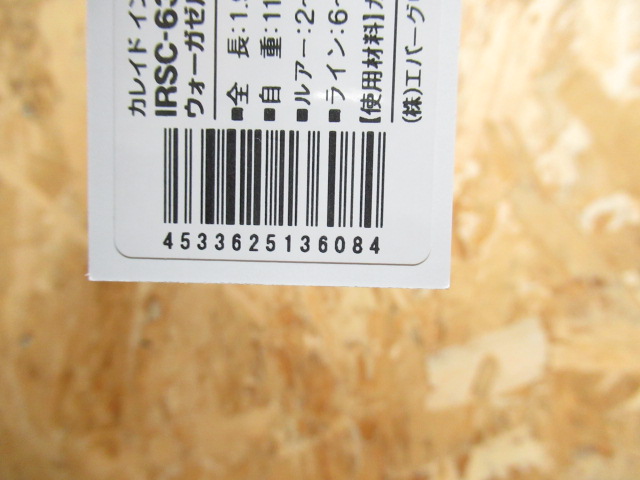 カレイド イン
IRSC-63
ウォーガゼル
■全 長:1.9
■自 重:11
■ルアー:2~
■ライン:6~
【使用材料】カ
(株)エバーグリ
4533625136084